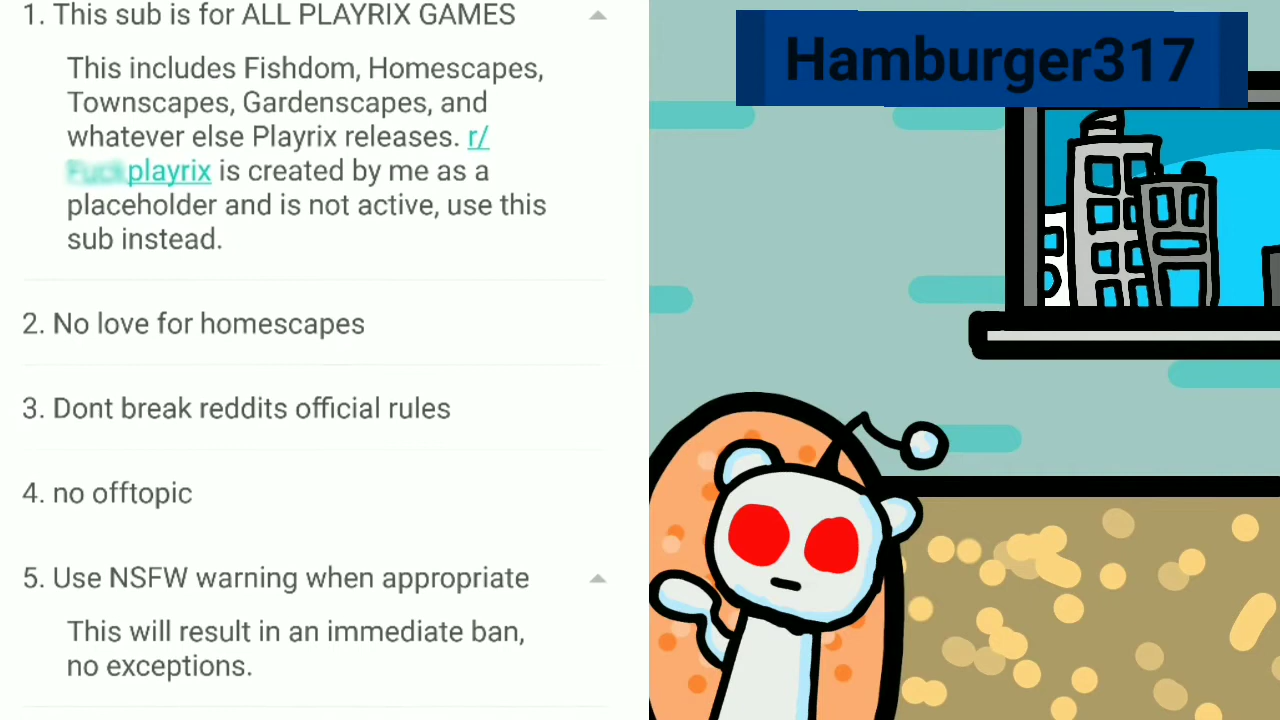 1. This sub is for ALL PLAYRIX GAMES
This includes Fishdom, Homescapes,
Townscapes, Gardenscapes, and
whatever else Playrix releases. r/
Fuckplayrix is created by me as a
placeholder and is not active, use this
sub instead.
2. No love for homescapes
3. Dont break reddits official rules
4. no offtopic
5. Use NSFW warning when appropriate
This will result in an immediate ban,
no exceptions.
Hamburger317